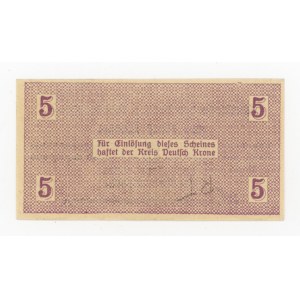 5 5
Für Einlösung dieses Scheines
haftet der Kreis Deutsch Krone
5 5